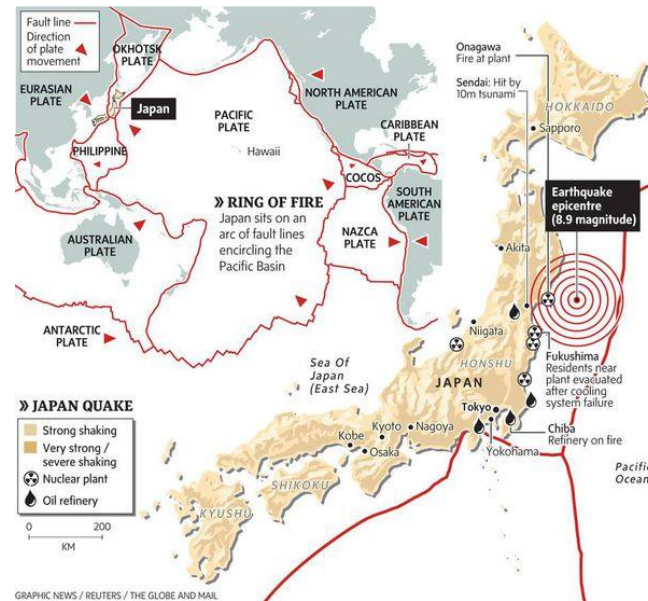 Fault line
Direction
of plate
movement
OKHOTSK
PLATE
EURASIAN
PLATE
Japan
NORTH AMERICAN
PLATE
PACIFIC
PLATE
Hawaii
CARIBBEAN
PLATE
PHILIPPINE
COCOS
SOUTH
AMERICAN
PLATE
» RING OF FIRE
Japan sits on an
arc of fault lines
encircling the
Pacific Basin
NAZCA
PLATE
AUSTRALIAN
PLATE
ANTARCTIC
PLATE
Onagawa
Fire at plant
Sendai: Hit by
10m tsunami
HOKKAIDO
Sapporo
Earthquake
epicentre
(8.9 magnitude)
Akita
Niigata
Sea Of
Japan
(East Sea)
HONSHU
JAPAN
Fukushima
Residents near
plant evacuated
after cooling
system failure
Tokyo
Chiba
Refinery on fire
Yokohama
Nagoya
Kyoto
Kobe
Osaka
SHIKOKU
KYUSHU
Pacific
Ocean
» JAPAN QUAKE
Strong shaking
Very strong /
severe shaking
Nuclear plant
Oil refinery
0 200
KM
GRAPHIC NEWS / REUTERS / THE GLOBE AND MAIL